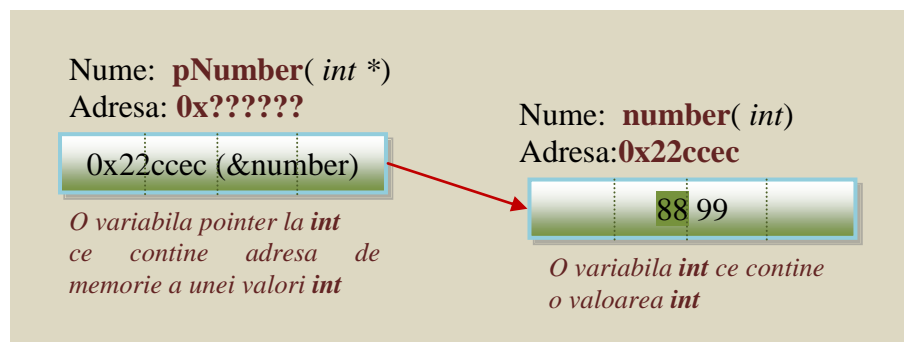 Nume: pNumber( int *)
Adresa: 0x??????
0x22ccec (&number)
O variabila pointer la int
ce contine adresa de
memorie a unei valori int
Nume: number( int)
Adresa:0x22ccec
88 99
O variabila int ce contine
o valoarea int